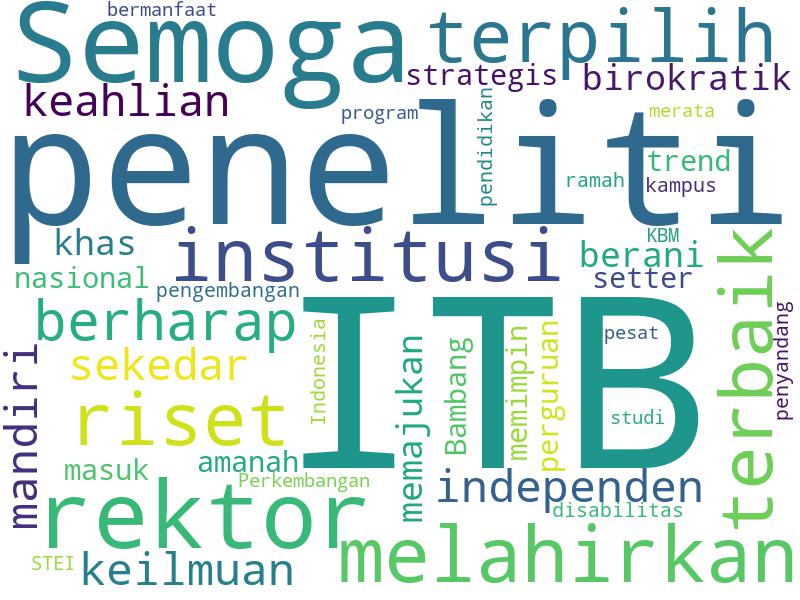 bermanfaat
Semoga
terpilih
strategis
birokratik
keahlian
program
pendidikan
merata
peneliti
trend
ramah
kampus
khas
institusi
KBM
berani
nasional
setter
pengembangan
terbaik
berharap
ITB
pesat
penyandang
Indonesia
memajukan
Bambang
memimpin
perguruan
mandiri
sekedar
riset
studi
masuk
amanah
Perkembangan
independen
rektor
disabilitas
melahirkan
STEI
keilmuan